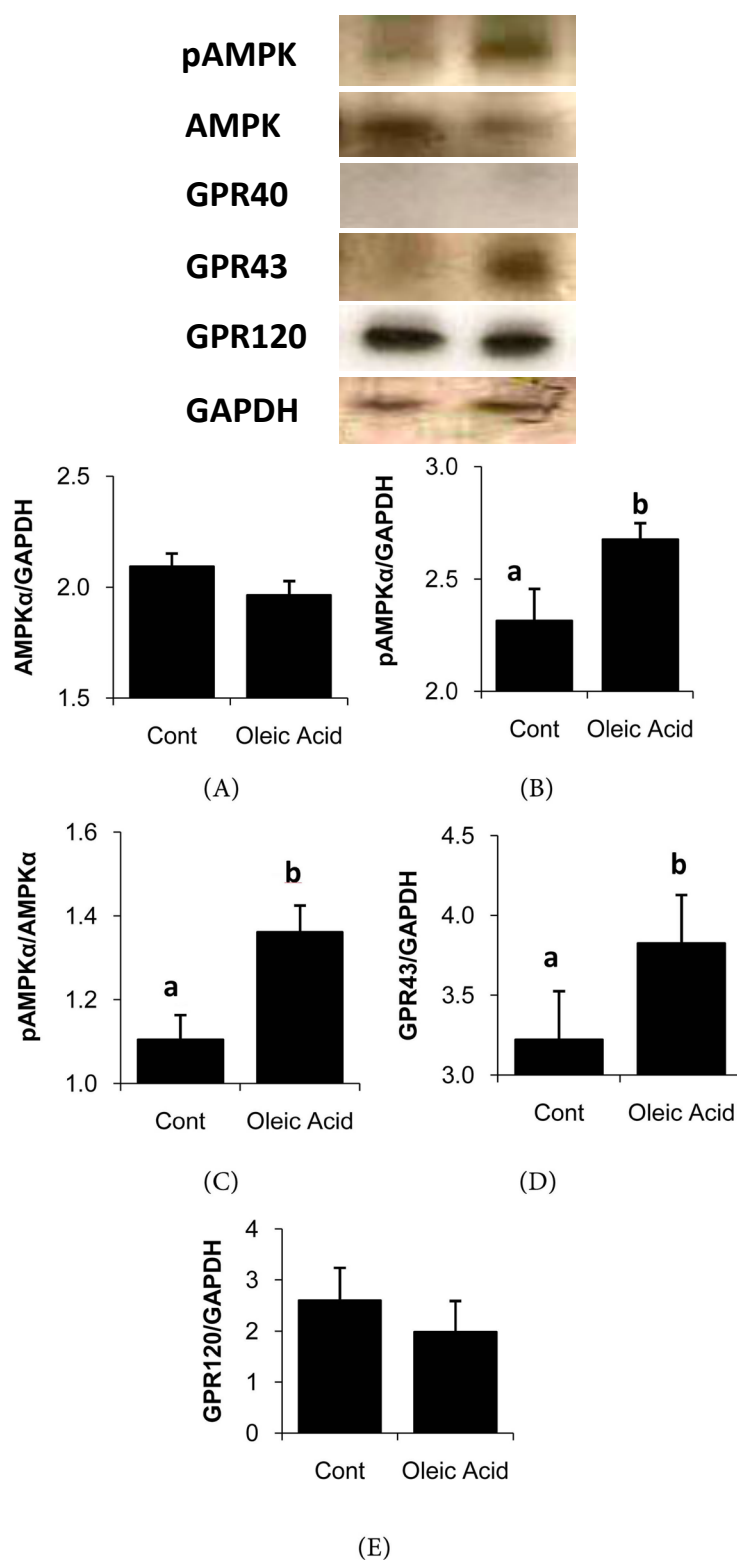 pAMPK
AMPK
GPR40
GPR43
GPR120
GAPDH
AMPKα/GAPDH
2.5
2.0
1.5
Cont Oleic Acid
(A)
pAMPKα/GAPDH
3.0
2.5
2.0
a
b
Cont Oleic Acid
(B)
pAMPKα/AMPKα
1.6
1.4
1.2
1.0
a
b
Cont Oleic Acid
(C)
GPR43/GAPDH
4.5
4.0
3.5
3.0
a
b
Cont Oleic Acid
(D)
GPR120/GAPDH
4
3
2
1
0
Cont Oleic Acid
(E)